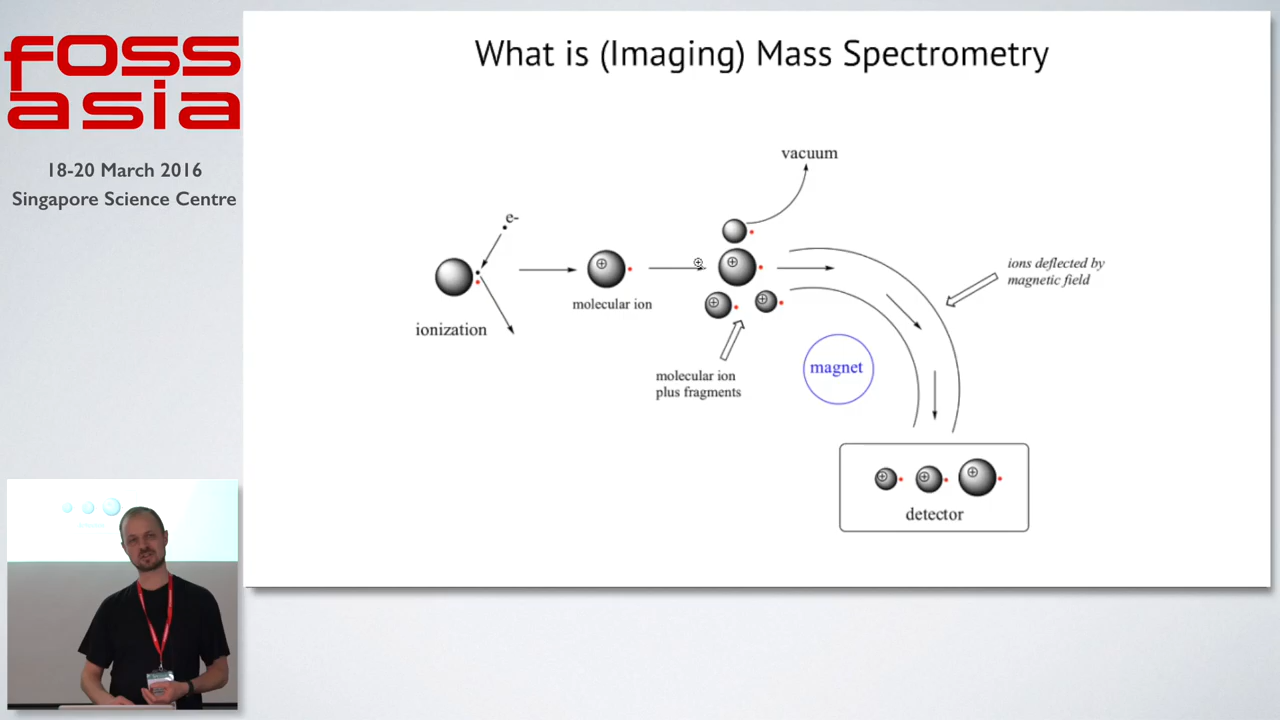 foss
asia
18-20 March 2016
Singapore Science Centre
What is (Imaging) Mass Spectrometry
vacuum
e-
ions deflected by
magnetic field
molecular ion
ionization
magnet
molecular ion
plus fragments
detector